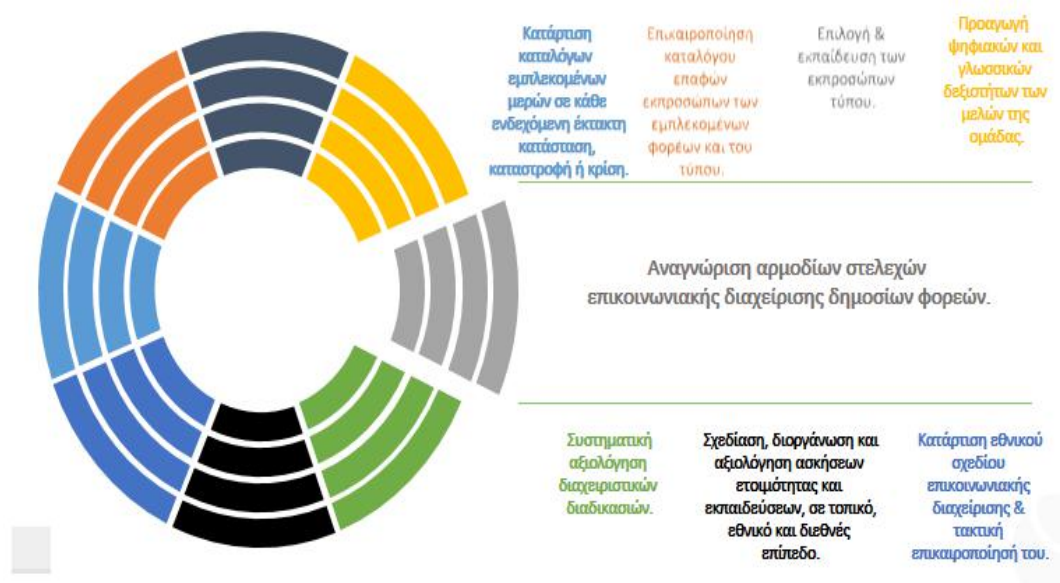 Κατάρτιση
καταλόγων
εμπλεκομένων
μερών σε κάθε
ενδεχόμενη έκτακτη
κατάσταση,
καταστροφή ή κρίση.
Επικαιροποίηση
καταλόγου
επαφών
εκπροσώπων των
εμπλεκομένων
φορέων και του
τύπου.
Επιλογή &
εκπαίδευση των
εκπροσώπων
τύπου.
Προαγωγή
ψηφιακών και
γλωσσικών
δεξιοτήτων των
μελών της
ομάδας.
Αναγνώριση αρμοδίων στελεχών
επικοινωνιακής διαχείρισης δημοσίων φορεών.
Συστηματική
αξιολόγηση
διαχειριστικών
διαδικασιών.
Σχεδίαση, διοργάνωση και
αξιολόγηση ασκήσεων
ετοιμότητας και
εκπαιδεύσεων, σε τοπικό,
εθνικό και διεθνές
επίπεδο.
Κατάρτιση εθνικού
σχεδίου
επικοινωνιακής
διαχείρισης &
τακτική
επικαιροποίησή του.